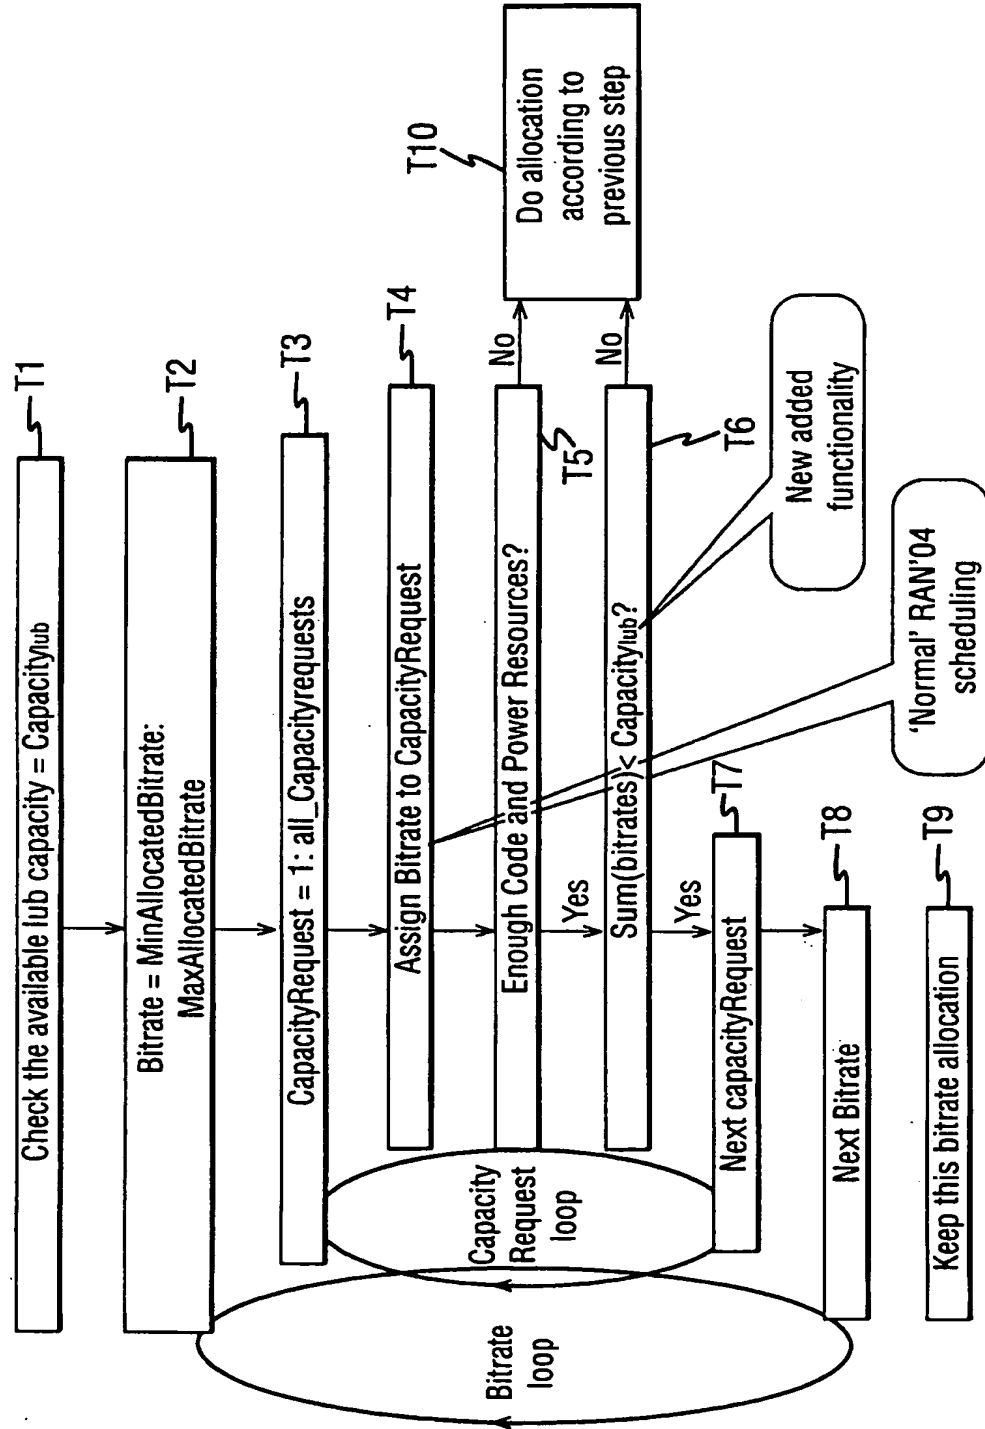 Check the available Iub capacity = CapacityIub
T1
Bitrate = MinAllocatedBitrate:
MaxAllocatedBitrate
T2
CapacityRequest = 1: all_Capacityrequests
T3
Assign Bitrate to CapacityRequest
T4
Enough Code and Power Resources?
T5
No
Yes
Sum(bitrates)< CapacityIub?
T6
No
Yes
Do allocation
according to
previous step
T10
Next capacityRequest
T7
Next Bitrate
T8
Keep this bitrate allocation
T9
Capacity
Request
loop
Bitrate
loop
New added
functionality
'Normal' RAN'04
scheduling